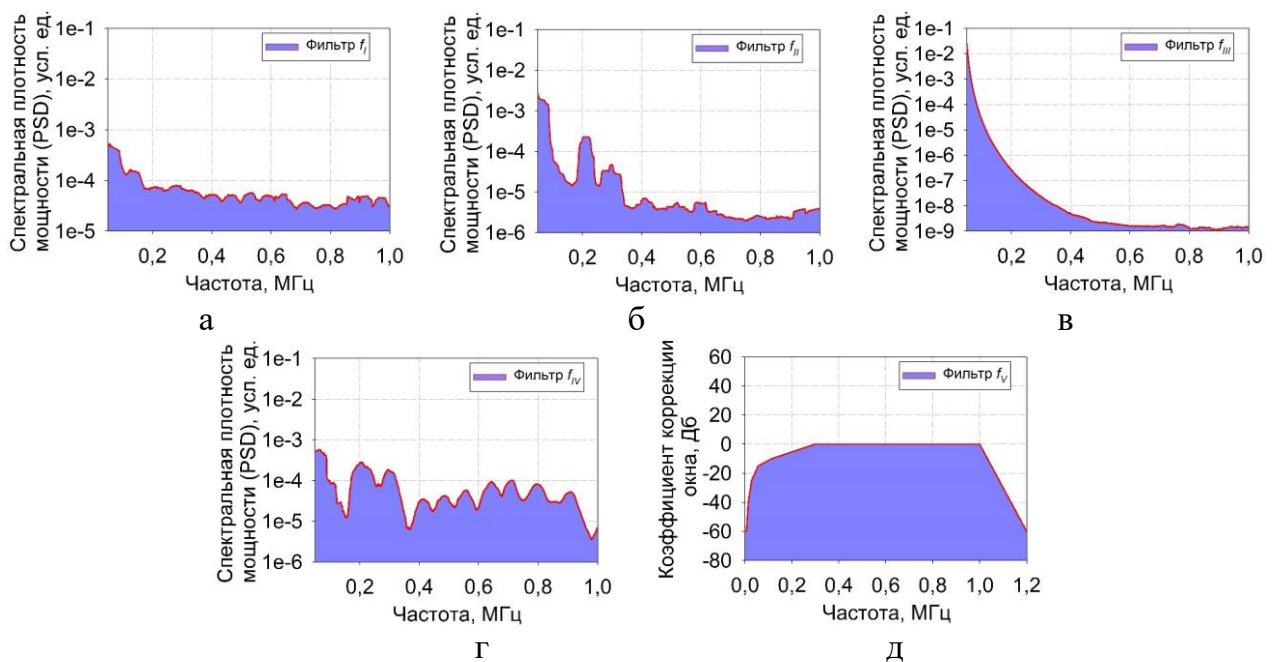 Спектральная плотность
мощности (PSD), усл. ед.
1e-1
1e-2
1e-3
1e-4
1e-5
Фильтр f_I
0,2 0,4 0,6 0,8 1,0
Частота, МГц
а
Спектральная плотность
мощности (PSD), усл. ед.
1e-1
1e-2
1e-3
1e-4
1e-5
1e-6
Фильтр f_II
0,2 0,4 0,6 0,8 1,0
Частота, МГц
б
Спектральная плотность
мощности (PSD), усл. ед.
1e-1
1e-2
1e-3
1e-4
1e-5
1e-6
1e-7
1e-8
1e-9
Фильтр f_III
0,2 0,4 0,6 0,8 1,0
Частота, МГц
в
Спектральная плотность
мощности (PSD), усл. ед.
1e-1
1e-2
1e-3
1e-4
1e-5
1e-6
Фильтр f_IV
0,2 0,4 0,6 0,8 1,0
Частота, МГц
г
Коэффициент коррекции
окна, Дб
60
40
20
0
-20
-40
-60
-80
Фильтр f_V
0,0 0,2 0,4 0,6 0,8 1,0 1,2
Частота, МГц
д